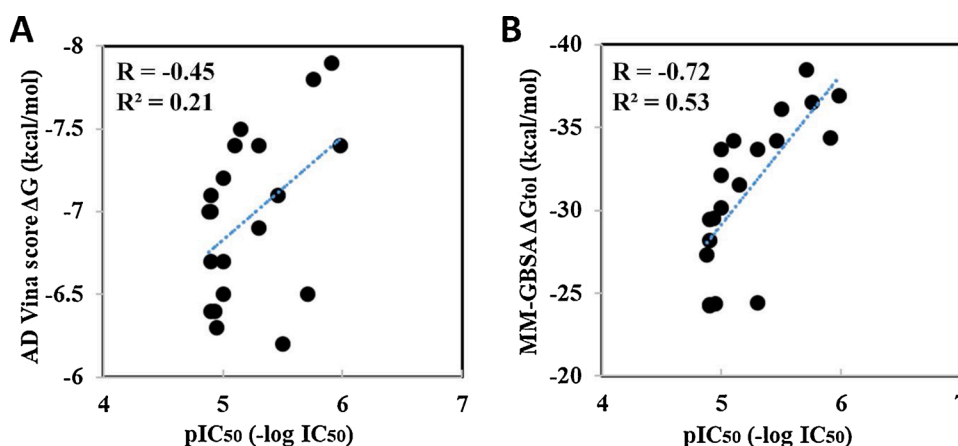 A
AD Vina score ΔG (kcal/mol)
-8
-7.5
-7
-6.5
-6
R = -0.45
R² = 0.21
4 5 6 7
pIC₅₀ (-log IC₅₀)
B
MM-GBSA ΔGtol (kcal/mol)
-40
-35
-30
-25
-20
R = -0.72
R² = 0.53
4 5 6 7
pIC₅₀ (-log IC₅₀)